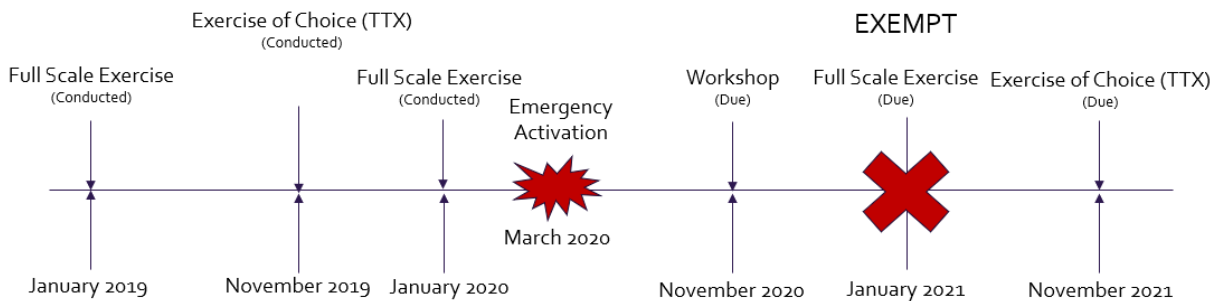 Exercise of Choice (TTX)
(Conducted)
EXEMPT
Full Scale Exercise
(Conducted)
Full Scale Exercise
(Conducted)
Emergency
Activation
Workshop
(Due)
Full Scale Exercise
(Due)
Exercise of Choice (TTX)
(Due)
March 2020
January 2019
November 2019
January 2020
November 2020
January 2021
November 2021